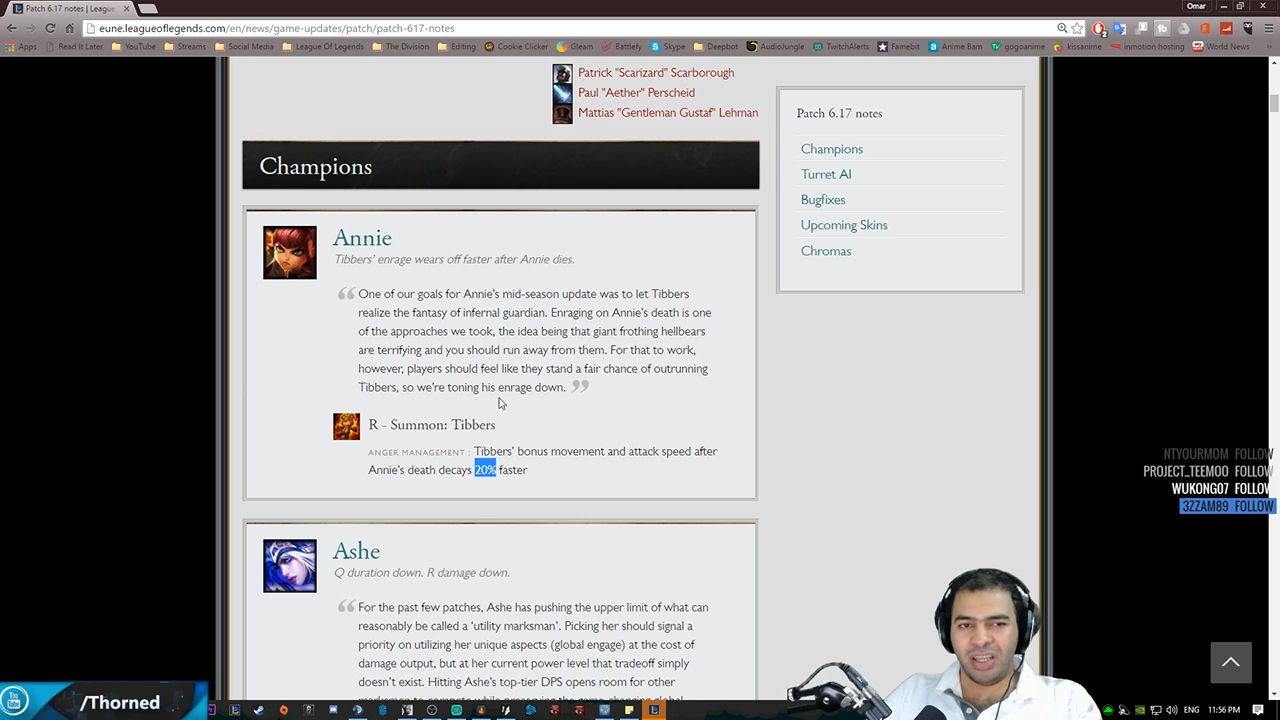 Patch 6.17 notes | Leagu
Omar
eune.leagueoflegends.com/en/news/game-updates/patch/patch-617-notes
Apps Read It Later YouTube Streams Social Media League Of Legends The Division Editing Cookie Clicker Gleam Battlefy Skype Deepbot AudioJungle TwitchAlerts Famebit Anime Bam gogoanime kissanime inmotion hosting World News
Patrick "Scarizard" Scarborough
Paul "Aether" Perscheid
Mattias "Gentleman Gustaf" Lehman
Champions
Annie
Tibbers' enrage wears off faster after Annie dies.
One of our goals for Annie's mid-season update was to let Tibbers
realize the fantasy of infernal guardian. Enraging on Annie's death is one
of the approaches we took, the idea being that giant frothing hellbears
are terrifying and you should run away from them. For that to work,
however, players should feel like they stand a fair chance of outrunning
Tibbers, so we're toning his enrage down.
R - Summon: Tibbers
ANGER MANAGEMENT : Tibbers' bonus movement and attack speed after
Annie's death decays 20% faster
Ashe
Q duration down. R damage down.
For the past few patches, Ashe has pushing the upper limit of what can
reasonably be called a 'utility marksman'. Picking her should signal a
priority on utilizing her unique aspects (global engage) at the cost of
damage output, but at her current power level that tradeoff simply
doesn't exist. Hitting Ashe's top-tier DPS opens room for other
Patch 6.17 notes
Champions
Turret AI
Bugfixes
Upcoming Skins
Chromas
NTYOURMOM FOLLOW
PROJECT_TEEMOO FOLLOW
WUKONG07 FOLLOW
3ZZAM89 FOLLOW
You Tube
/Thorned
ENG 11:56 PM